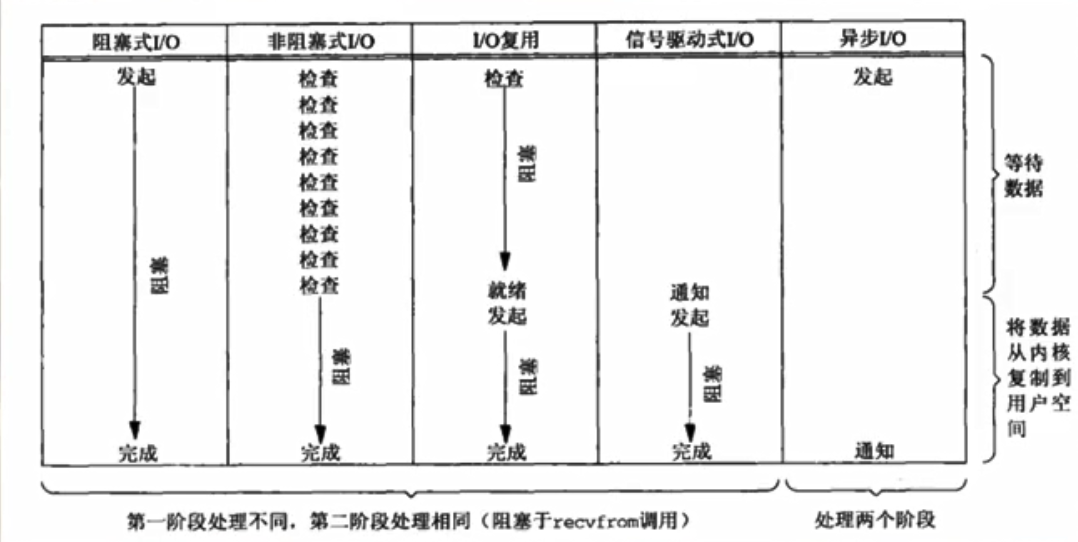 阻塞式I/O 非阻塞式I/O I/O复用 信号驱动式I/O 异步I/O
发起 检查 检查 发起
检查
检查
检查
检查
检查
检查
检查
检查
阻塞
阻塞
等待
数据
就绪 通知
发起 发起
阻塞
阻塞
阻塞
将数据
从内核
复制到
用户空
间
完成 完成 完成 完成 通知
第一阶段处理不同，第二阶段处理相同（阻塞于recvfrom调用）
处理两个阶段